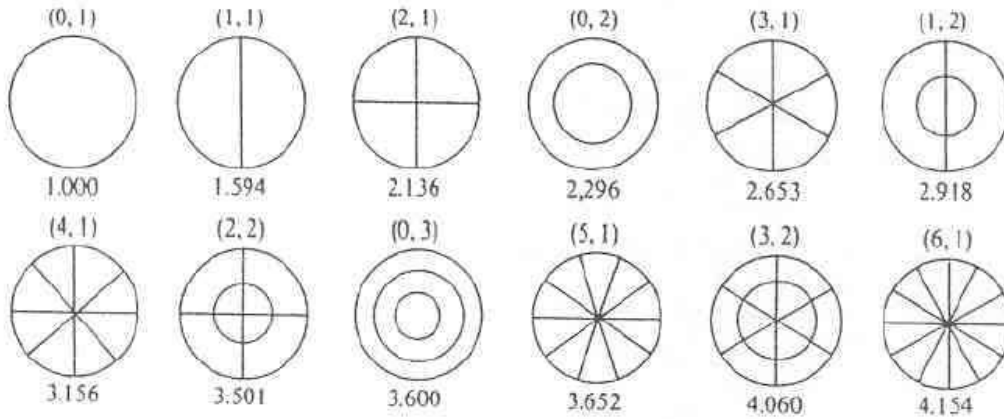 (0, 1) (1, 1) (2, 1) (0, 2) (3, 1) (1, 2)
1.000 1.594 2.136 2,296 2.653 2.918
(4, 1) (2, 2) (0, 3) (5, 1) (3, 2) (6, 1)
3.156 3.501 3.600 3.652 4.060 4.154